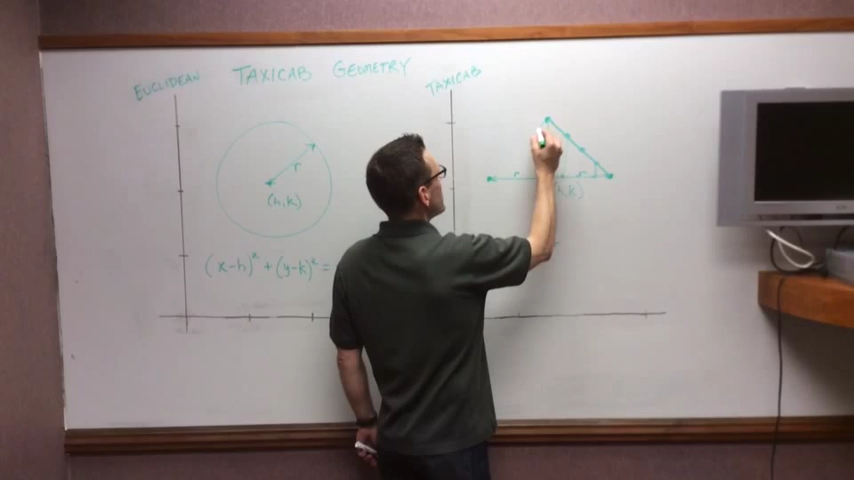 TAXICAB GEOMETRY
EUCLIDEAN
r
(h,k)
(x-h)² + (y-k)² =
TAXICAB
r r
(h,k)